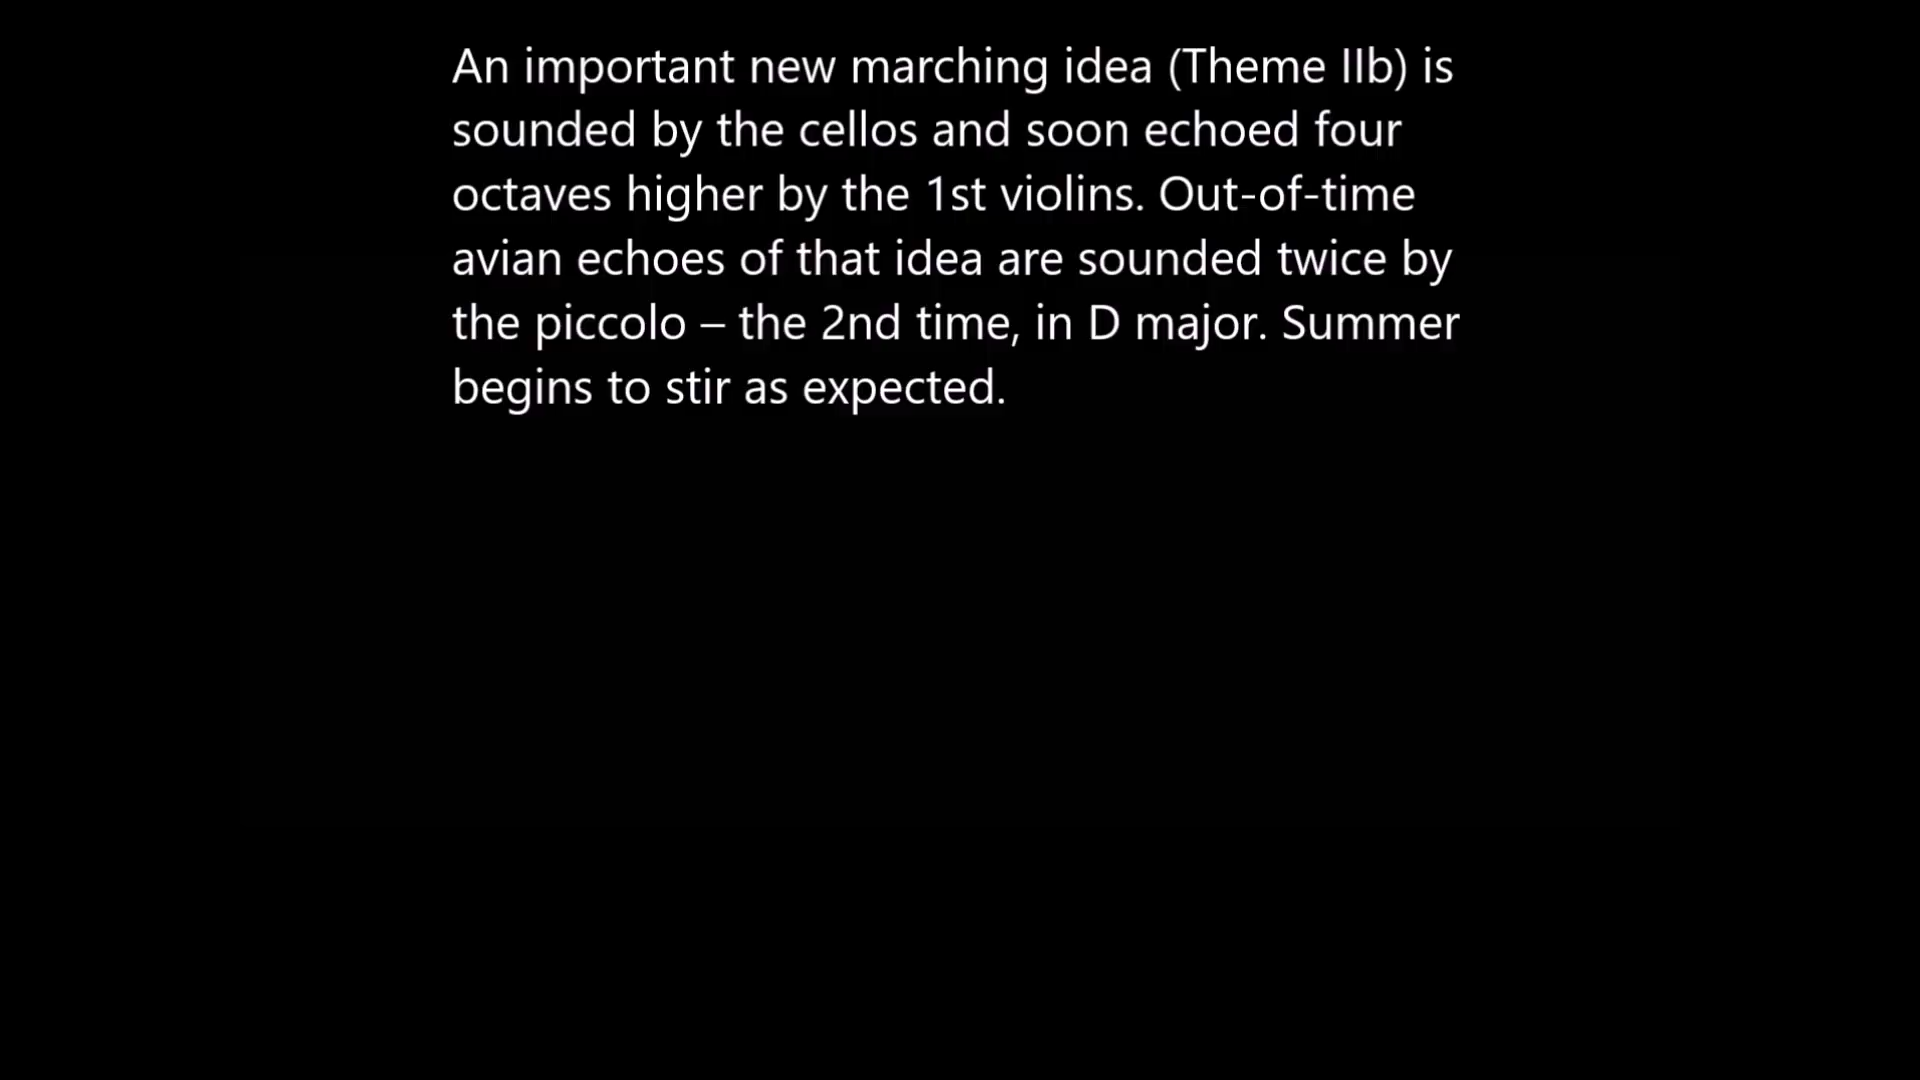 An important new marching idea (Theme IIb) is
sounded by the cellos and soon echoed four
octaves higher by the 1st violins. Out-of-time
avian echoes of that idea are sounded twice by
the piccolo – the 2nd time, in D major. Summer
begins to stir as expected.